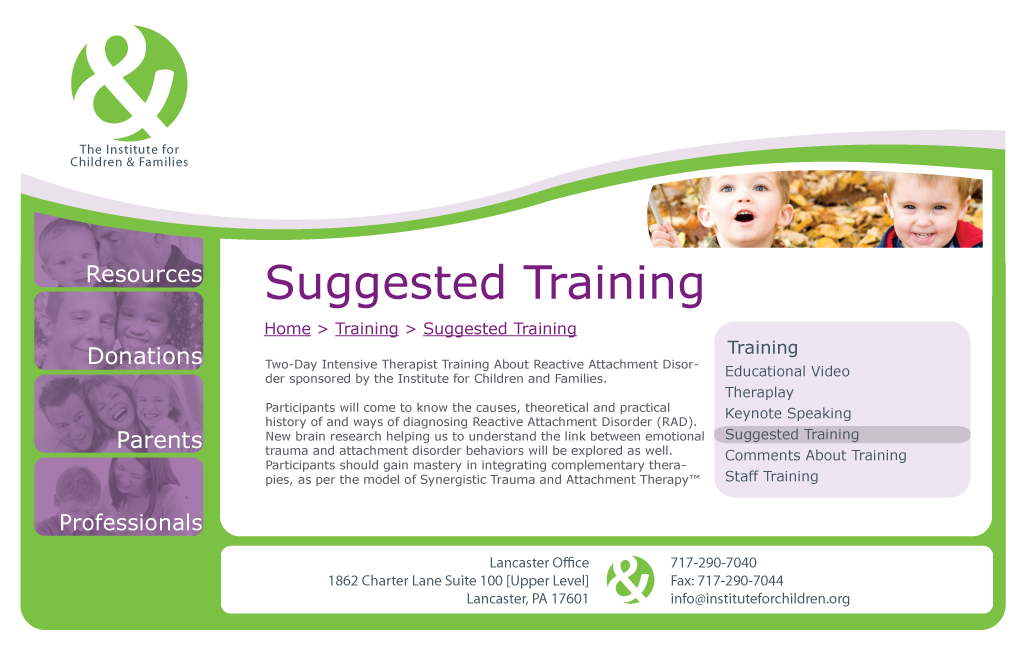 &
The Institute for
Children & Families
Resources
Donations
Parents
Professionals
Suggested Training
Home > Training > Suggested Training
Two-Day Intensive Therapist Training About Reactive Attachment Disor-
der sponsored by the Institute for Children and Families.
Participants will come to know the causes, theoretical and practical
history of and ways of diagnosing Reactive Attachment Disorder (RAD).
New brain research helping us to understand the link between emotional
trauma and attachment disorder behaviors will be explored as well.
Participants should gain mastery in integrating complementary thera-
pies, as per the model of Synergistic Trauma and Attachment Therapy™
Training
Educational Video
Theraplay
Keynote Speaking
Suggested Training
Comments About Training
Staff Training
Lancaster Office
1862 Charter Lane Suite 100 [Upper Level]
Lancaster, PA 17601
&
717-290-7040
Fax: 717-290-7044
info@instituteforchildren.org